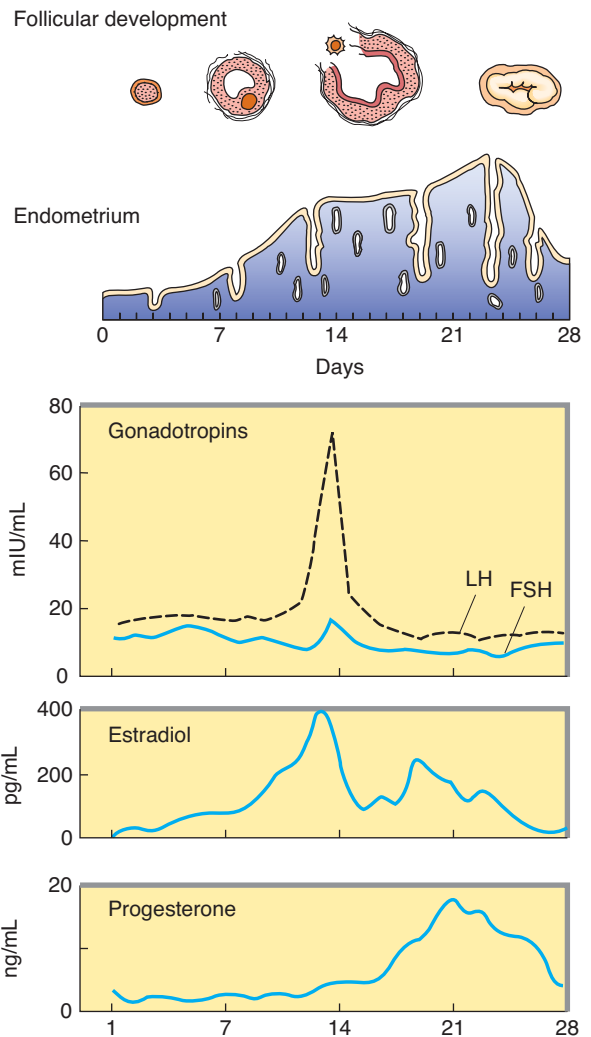 Follicular development
Endometrium
0 7 14 21 28
Days
80
Gonadotropins
60
mIU/mL
40
LH
FSH
20
0
400
Estradiol
pg/mL
200
0
20
Progesterone
ng/mL
0
1 7 14 21 28